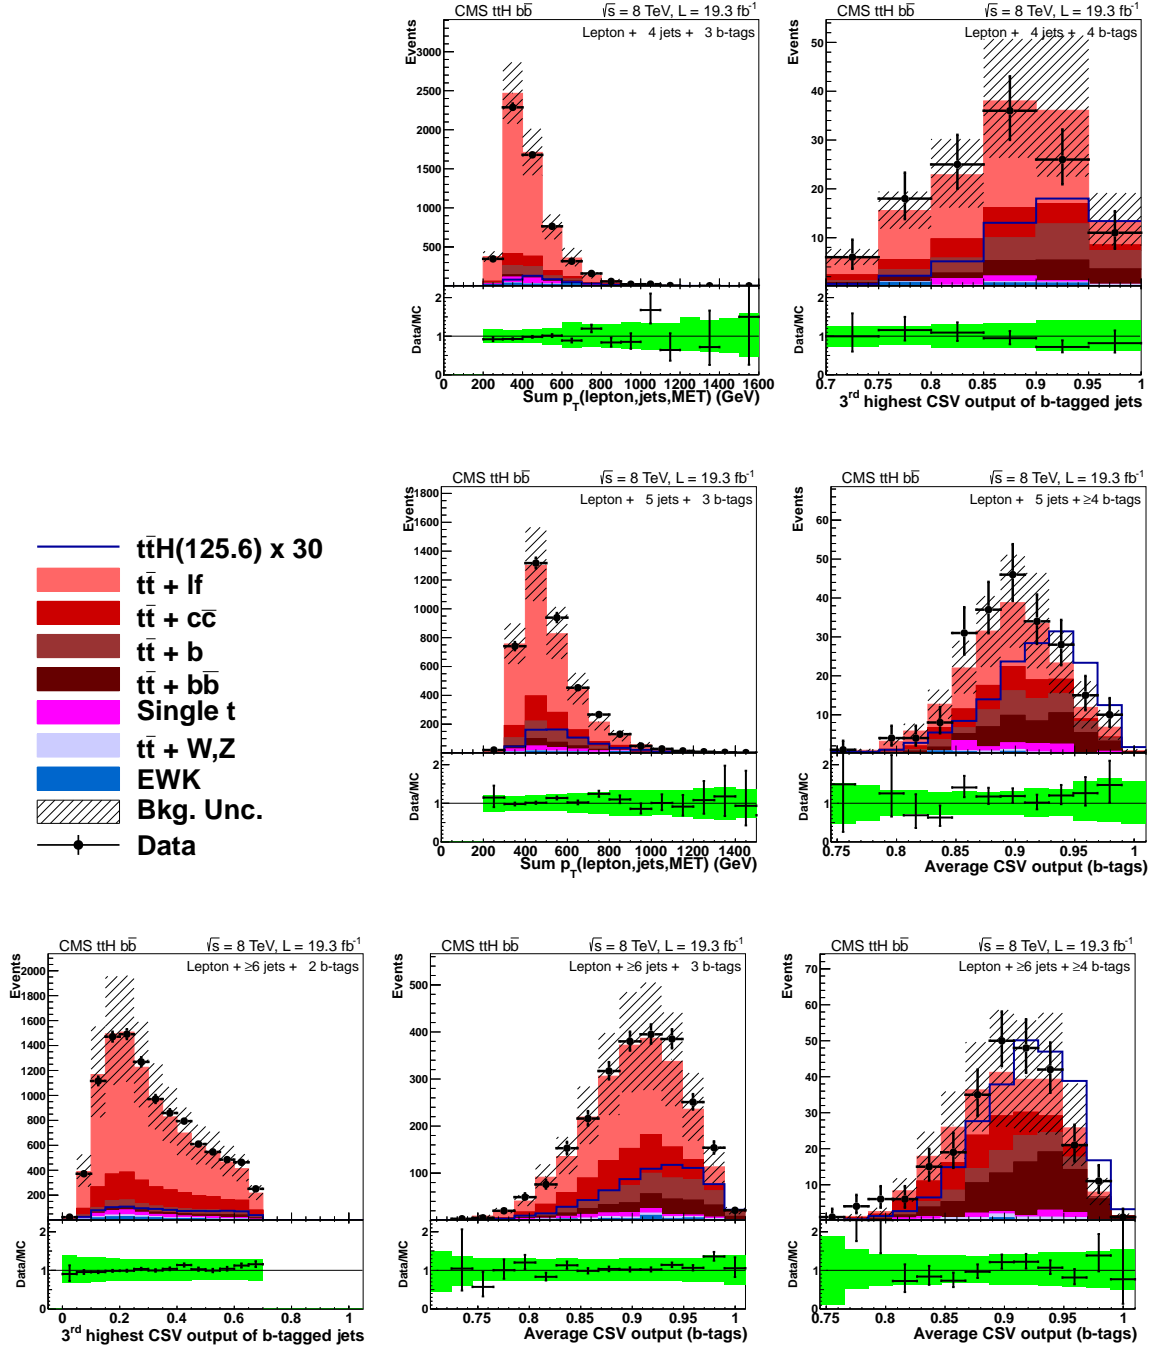 CMS ttH bb̅ √s = 8 TeV, L = 19.3 fb⁻¹
Lepton + 4 jets + 3 b-tags
Events
3000
2500
2000
1500
1000
500
Data/MC
2
1
0
0 200 400 600 800 1000 1200 1400 1600
Sum p_T(lepton,jets,MET) (GeV)
CMS ttH bb̅ √s = 8 TeV, L = 19.3 fb⁻¹
Lepton + 4 jets + 4 b-tags
Events
50
40
30
20
10
Data/MC
2
1
0
0.7 0.75 0.8 0.85 0.9 0.95 1
3ʳᵈ highest CSV output of b-tagged jets
CMS ttH bb̅ √s = 8 TeV, L = 19.3 fb⁻¹
Lepton + 5 jets + 3 b-tags
Events
1800
1600
1400
1200
1000
800
600
400
200
Data/MC
2
1
0
0 200 400 600 800 1000 1200 1400
Sum p_T(lepton,jets,MET) (GeV)
CMS ttH bb̅ √s = 8 TeV, L = 19.3 fb⁻¹
Lepton + 5 jets + ≥4 b-tags
Events
60
50
40
30
20
10
Data/MC
2
1
0
0.75 0.8 0.85 0.9 0.95 1
Average CSV output (b-tags)
tt̅H(125.6) x 30
tt̅ + lf
tt̅ + cc̅
tt̅ + b
tt̅ + bb̅
Single t
tt̅ + W,Z
EWK
Bkg. Unc.
Data
CMS ttH bb̅ √s = 8 TeV, L = 19.3 fb⁻¹
Lepton + ≥6 jets + 2 b-tags
Events
2000
1800
1600
1400
1200
1000
800
600
400
200
Data/MC
2
1
0
0 0.2 0.4 0.6 0.8 1
3ʳᵈ highest CSV output of b-tagged jets
CMS ttH bb̅ √s = 8 TeV, L = 19.3 fb⁻¹
Lepton + ≥6 jets + 3 b-tags
Events
500
400
300
200
100
Data/MC
2
1
0
0.75 0.8 0.85 0.9 0.95 1
Average CSV output (b-tags)
CMS ttH bb̅ √s = 8 TeV, L = 19.3 fb⁻¹
Lepton + ≥6 jets + ≥4 b-tags
Events
70
60
50
40
30
20
10
Data/MC
2
1
0
0.75 0.8 0.85 0.9 0.95 1
Average CSV output (b-tags)